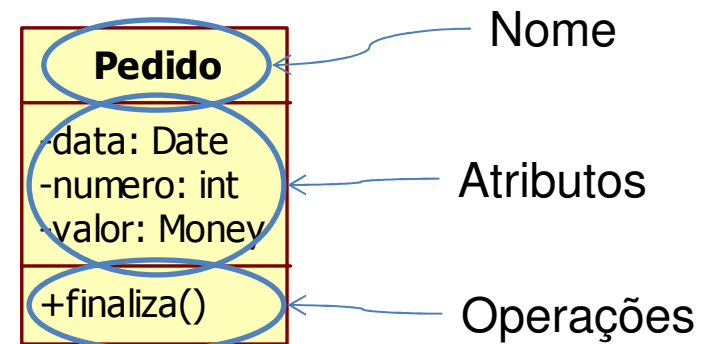 Nome
Pedido
-data: Date
-numero: int
-valor: Money
Atributos
+finaliza()
Operações